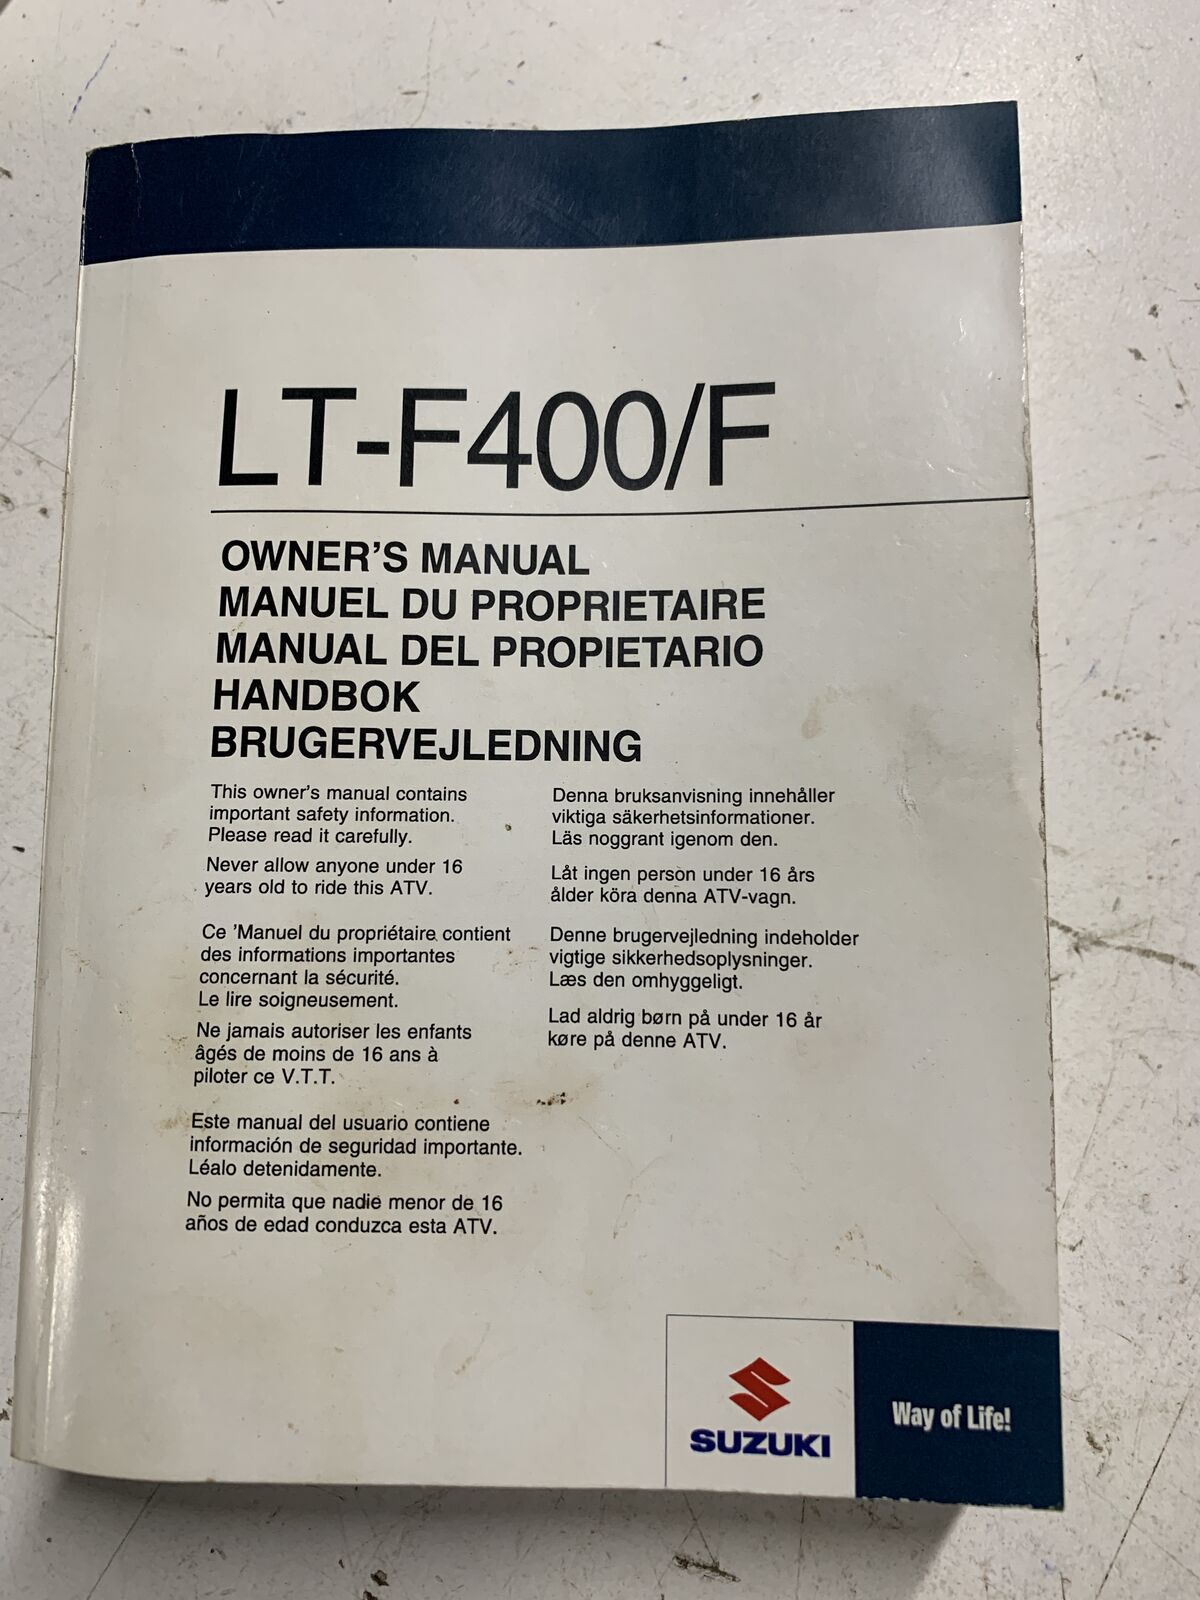 LT-F400/F
OWNER'S MANUAL
MANUEL DU PROPRIETAIRE
MANUAL DEL PROPIETARIO
HANDBOK
BRUGERVEJLEDNING
This owner's manual contains
important safety information.
Please read it carefully.
Never allow anyone under 16
years old to ride this ATV.
Ce 'Manuel du propriétaire contient
des informations importantes
concernant la sécurité.
Le lire soigneusement.
Ne jamais autoriser les enfants
âgés de moins de 16 ans à
piloter ce V.T.T.
Este manual del usuario contiene
información de seguridad importante.
Léalo detenidamente.
No permita que nadie menor de 16
años de edad conduzca esta ATV.
Denna bruksanvisning innehåller
viktiga säkerhetsinformationer.
Läs noggrant igenom den.
Låt ingen person under 16 års
ålder köra denna ATV-vagn.
Denne brugervejledning indeholder
vigtige sikkerhedsoplysninger.
Læs den omhyggeligt.
Lad aldrig børn på under 16 år
køre på denne ATV.
SUZUKI
Way of Life!